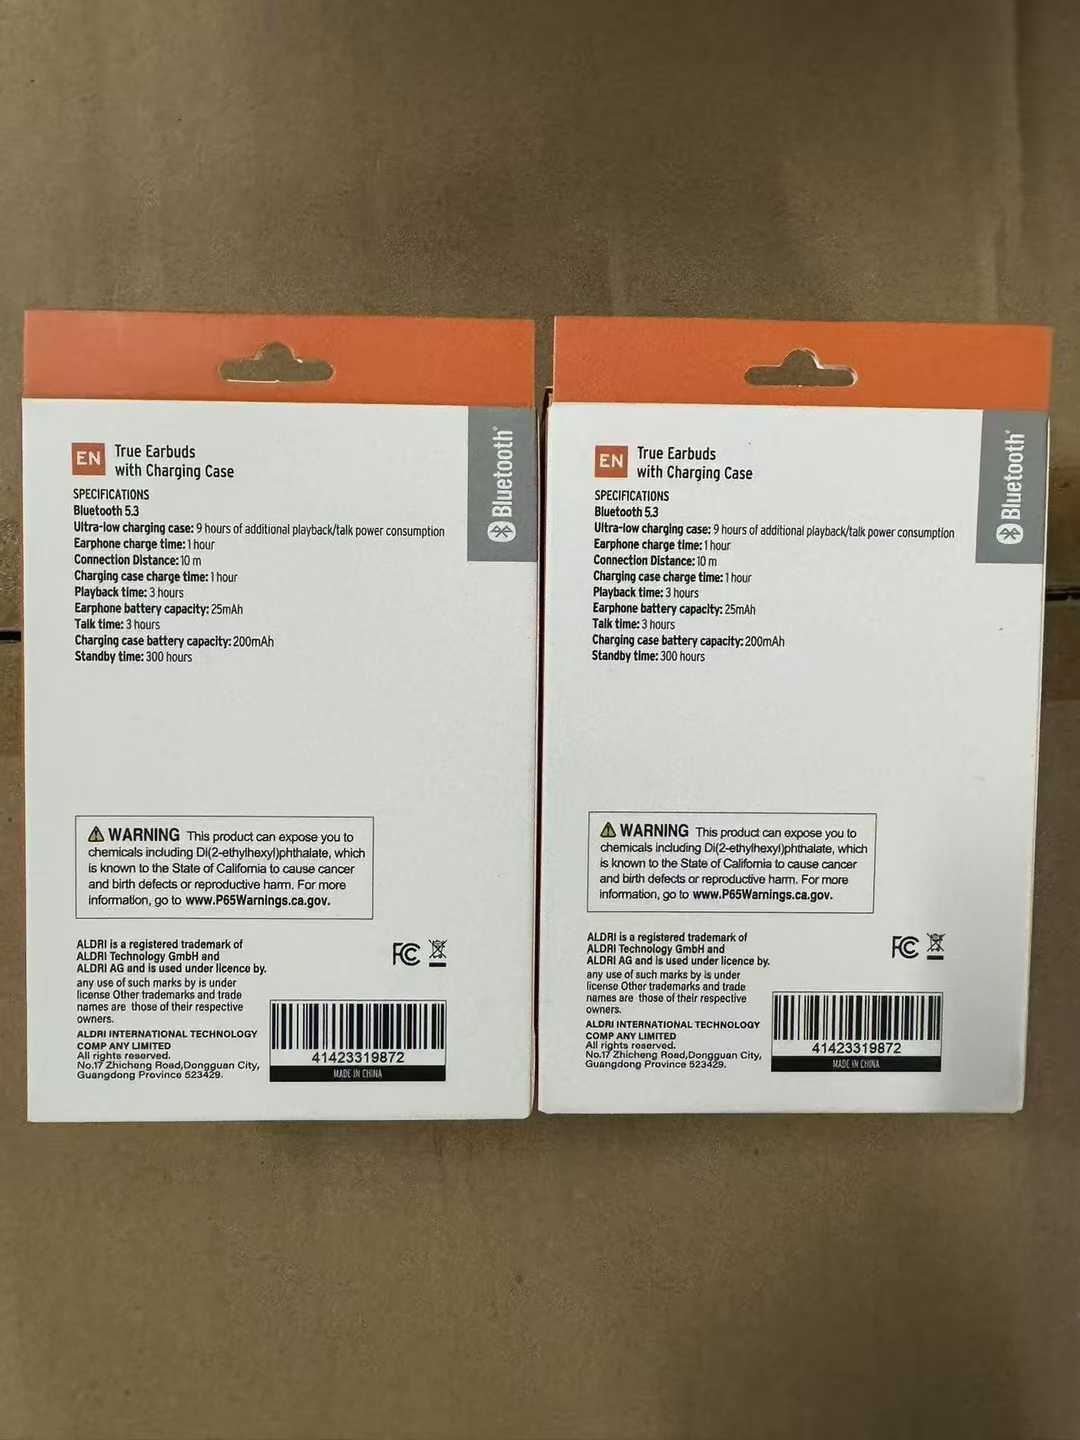 EN
True Earbuds
with Charging Case
Bluetooth®
SPECIFICATIONS
Bluetooth 5.3
Ultra-low charging case: 9 hours of additional playback/talk power consumption
Earphone charge time: 1 hour
Connection Distance: 10 m
Charging case charge time: 1 hour
Playback time: 3 hours
Earphone battery capacity: 25mAh
Talk time: 3 hours
Charging case battery capacity: 200mAh
Standby time: 300 hours
WARNING This product can expose you to
chemicals including Di(2-ethylhexyl)phthalate, which
is known to the State of California to cause cancer
and birth defects or reproductive harm. For more
information, go to www.P65Warnings.ca.gov.
ALDRI is a registered trademark of
ALDRI Technology GmbH and
ALDRI AG and is used under licence by.
any use of such marks by is under
license Other trademarks and trade
names are those of their respective
owners.
ALDRI INTERNATIONAL TECHNOLOGY
COMP ANY LIMITED
All rights reserved.
No.17 Zhicheng Road,Dongguan City,
Guangdong Province 523429.
FC
41423319872
MADE IN CHINA
EN
True Earbuds
with Charging Case
Bluetooth®
SPECIFICATIONS
Bluetooth 5.3
Ultra-low charging case: 9 hours of additional playback/talk power consumption
Earphone charge time: 1 hour
Connection Distance: 10 m
Charging case charge time: 1 hour
Playback time: 3 hours
Earphone battery capacity: 25mAh
Talk time: 3 hours
Charging case battery capacity: 200mAh
Standby time: 300 hours
WARNING This product can expose you to
chemicals including Di(2-ethylhexyl)phthalate, which
is known to the State of California to cause cancer
and birth defects or reproductive harm. For more
information, go to www.P65Warnings.ca.gov.
ALDRI is a registered trademark of
ALDRI Technology GmbH and
ALDRI AG and is used under licence by.
any use of such marks by is under
license Other trademarks and trade
names are those of their respective
owners.
ALDRI INTERNATIONAL TECHNOLOGY
COMP ANY LIMITED
All rights reserved.
No.17 Zhicheng Road,Dongguan City,
Guangdong Province 523429.
FC
41423319872
MADE IN CHINA